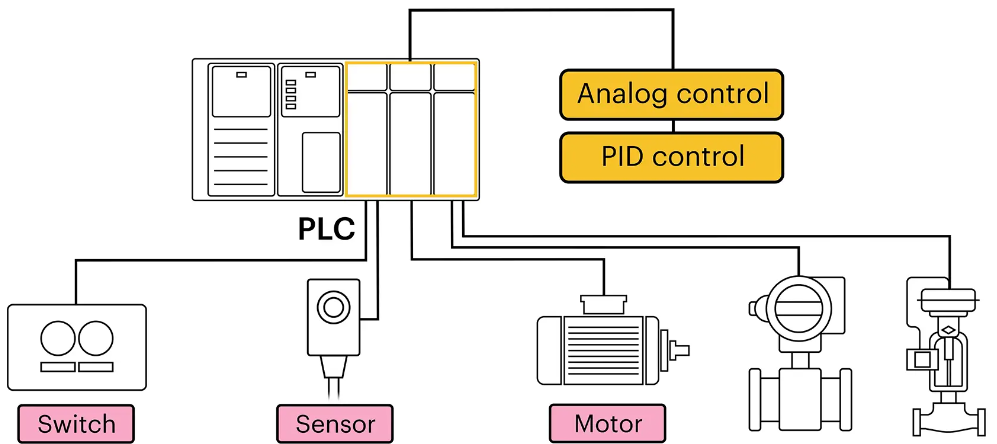 Analog control
PID control
PLC
Switch
Sensor
Motor